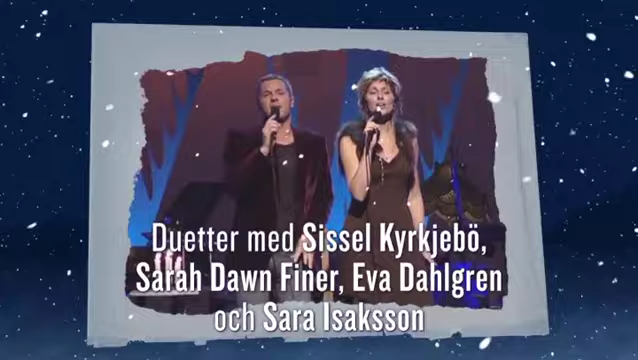 Duetter med Sissel Kyrkjebö,
Sarah Dawn Finer, Eva Dahlgren
och Sara Isaksson